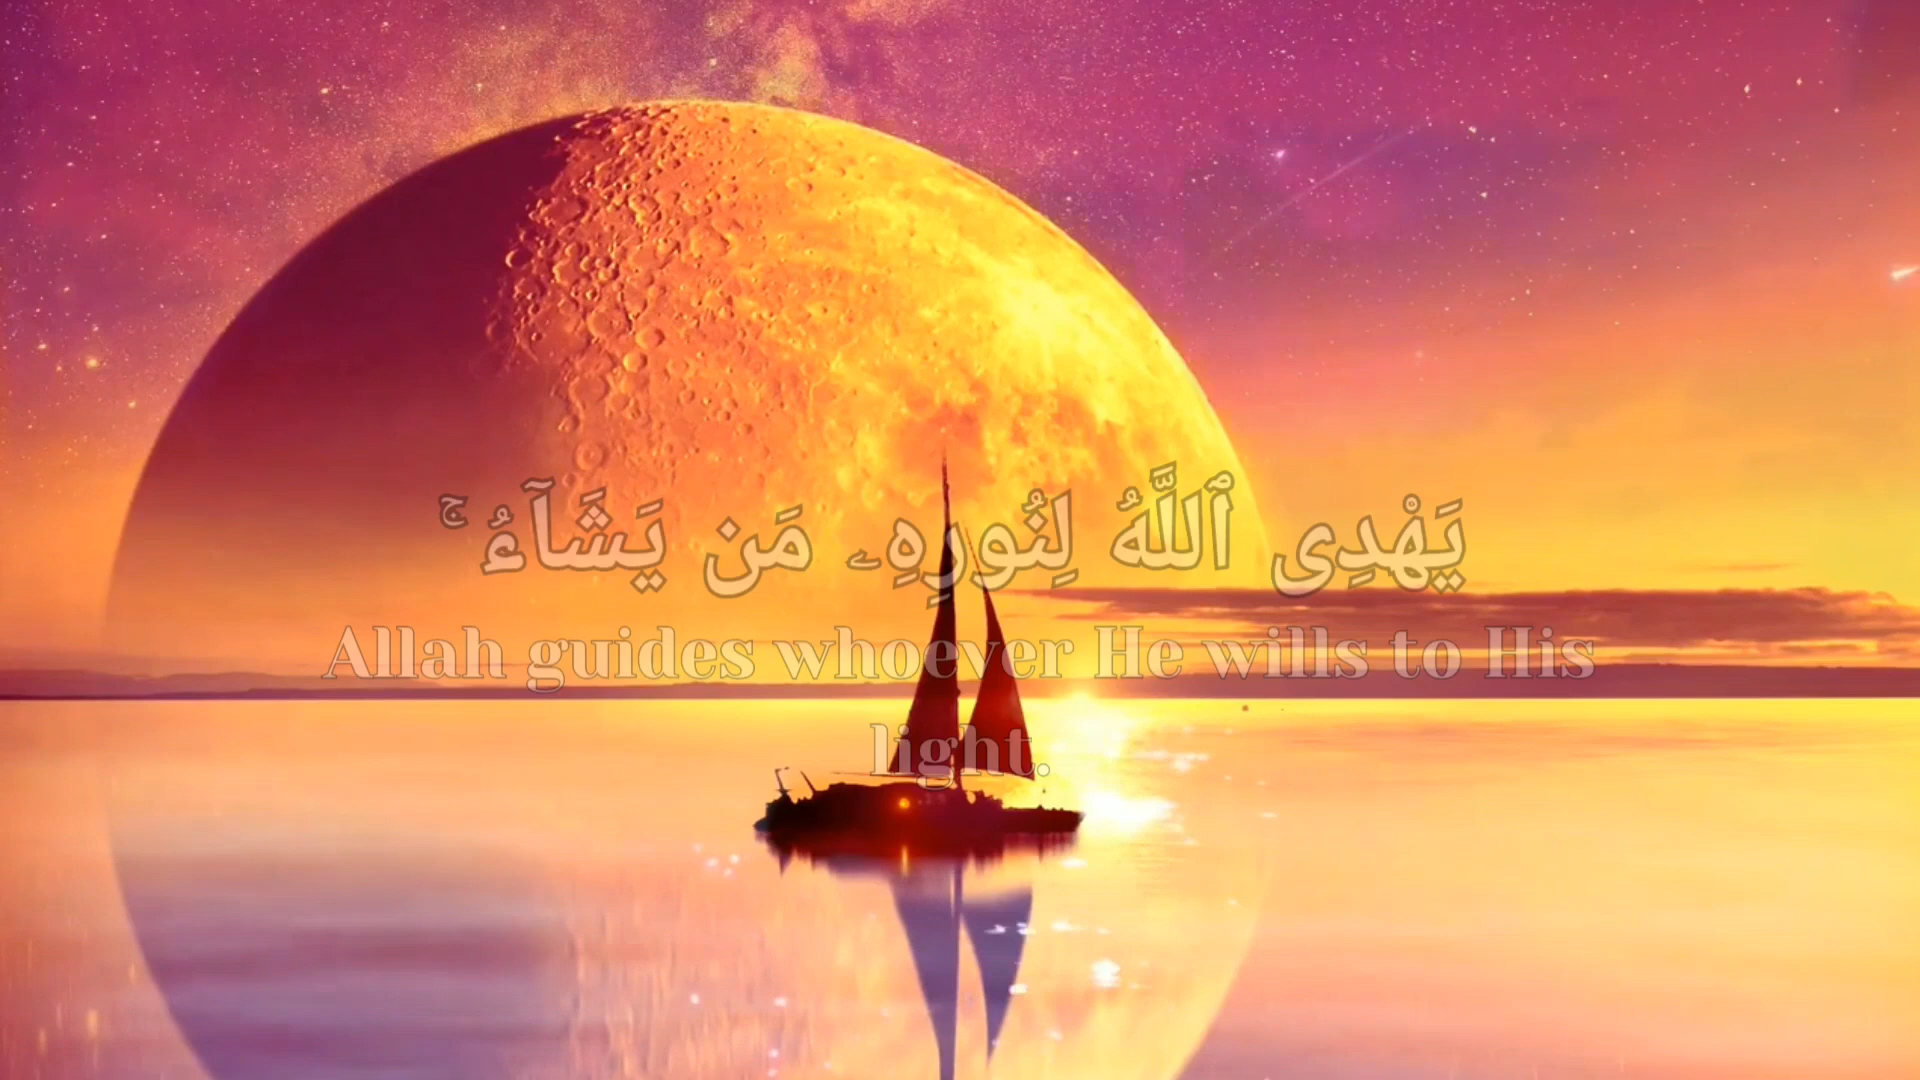 يَهْدِى ٱللَّهُ لِنُورِهِۦ مَن يَشَآءُ ۚ
Allah guides whoever He wills to His
light.